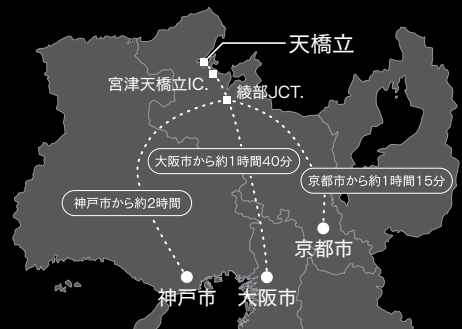 天橋立
宮津天橋立IC.
綾部JCT.
大阪市から約1時間40分
京都市から約1時間15分
神戸市から約2時間
京都市
神戸市
大阪市